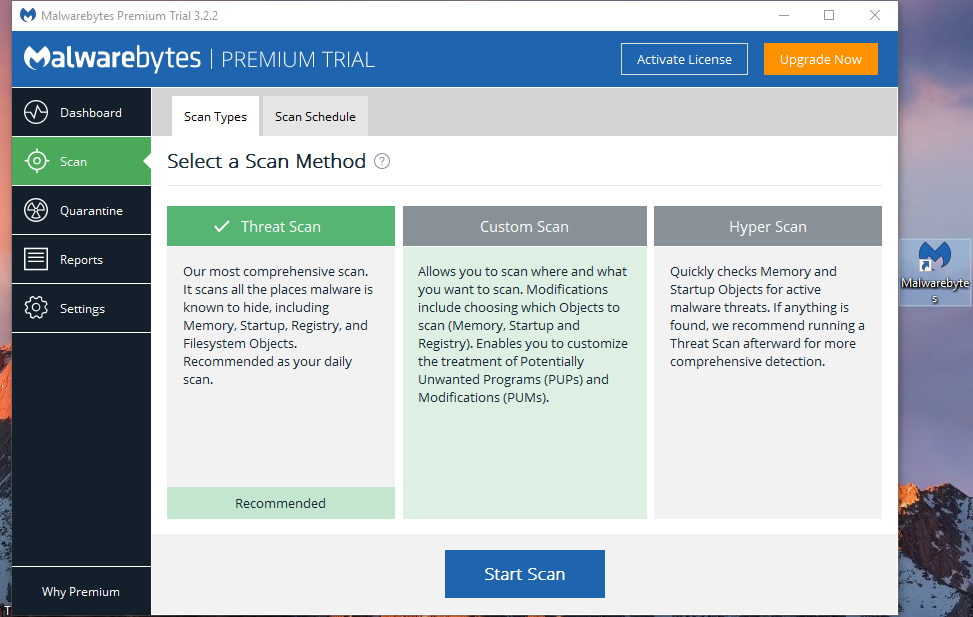 Malwarebytes Premium Trial 3.2.2
Malwarebytes | PREMIUM TRIAL
Activate License
Upgrade Now
Dashboard
Scan
Quarantine
Reports
Settings
Why Premium
Scan Types
Scan Schedule
Select a Scan Method ?
Threat Scan
Our most comprehensive scan.
It scans all the places malware is
known to hide, including
Memory, Startup, Registry, and
Filesystem Objects.
Recommended as your daily
scan.
Recommended
Custom Scan
Allows you to scan where and what
you want to scan. Modifications
include choosing which Objects to
scan (Memory, Startup and
Registry). Enables you to customize
the treatment of Potentially
Unwanted Programs (PUPs) and
Modifications (PUMs).
Hyper Scan
Quickly checks Memory and
Startup Objects for active
malware threats. If anything is
found, we recommend running a
Threat Scan afterward for more
comprehensive detection.
Start Scan
Malwarebyte
s
T